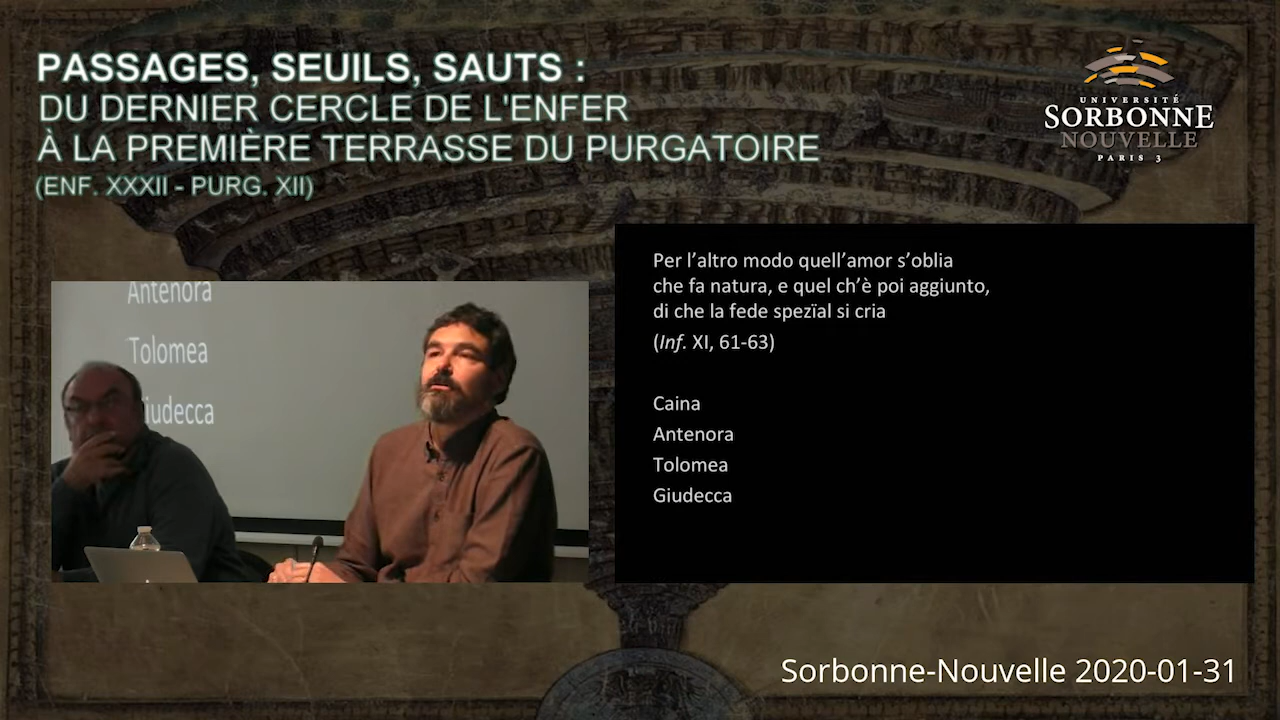 PASSAGES, SEUILS, SAUTS :
DU DERNIER CERCLE DE L'ENFER
À LA PREMIÈRE TERRASSE DU PURGATOIRE
(ENF. XXXII - PURG. XII)
UNIVERSITÉ
SORBONNE
NOUVELLE
PARIS 3
Antenora
Tolomea
Giudecca
Per l’altro modo quell’amor s’oblia
che fa natura, e quel ch’è poi aggiunto,
di che la fede spezïal si cria
(Inf. XI, 61-63)
Caina
Antenora
Tolomea
Giudecca
Sorbonne-Nouvelle 2020-01-31